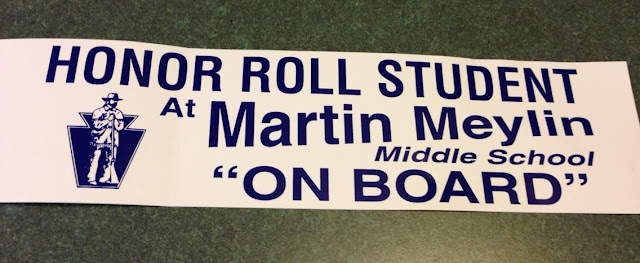 HONOR ROLL STUDENT
At Martin Meylin
Middle School
“ON BOARD”